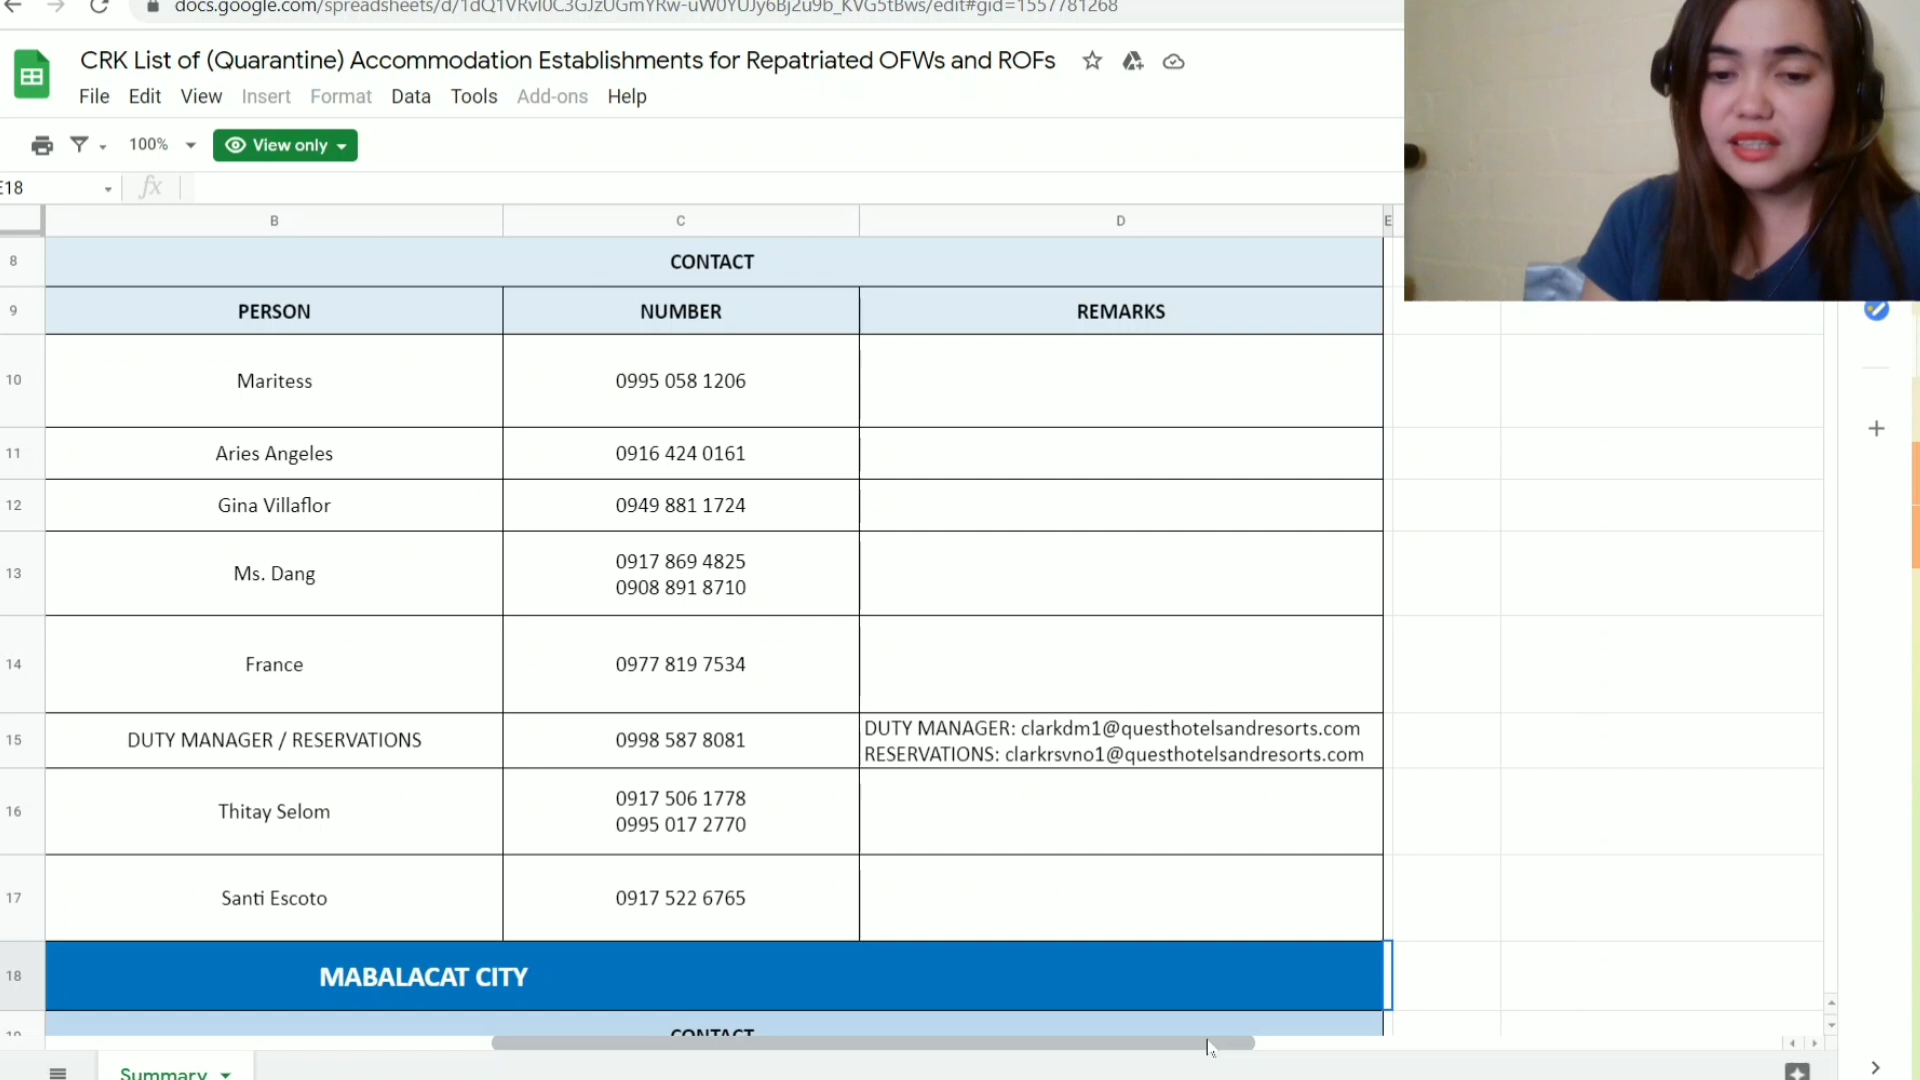 docs.google.com/spreadsheets/d/1dQ1VRvI0C3GJzUGmYRw-uW0YUJy6Bj2u9b_KVG5tBws/edit#gid=1557781268
CRK List of (Quarantine) Accommodation Establishments for Repatriated OFWs and ROFs
File Edit View Insert Format Data Tools Add-ons Help
100% View only
E18 fx
B C D E
8 CONTACT
9 PERSON NUMBER REMARKS
10 Maritess 0995 058 1206
11 Aries Angeles 0916 424 0161
12 Gina Villaflor 0949 881 1724
13 Ms. Dang 0917 869 4825
0908 891 8710
14 France 0977 819 7534
15 DUTY MANAGER / RESERVATIONS 0998 587 8081 DUTY MANAGER: clarkdm1@questhotelsandresorts.com
RESERVATIONS: clarkrsvno1@questhotelsandresorts.com
16 Thitay Selom 0917 506 1778
0995 017 2770
17 Santi Escoto 0917 522 6765
18 MABALACAT CITY
19 CONTACT
Summary